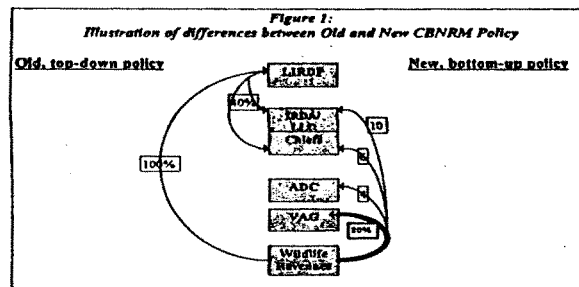 Figure 1:
Illustration of differences between Old and New CBNRM Policy
Old, top-down policy
New, bottom-up policy
LIRDP
40%
10
Chiefs
100%
ADC
VAG
80%
Wildlife
Revenues